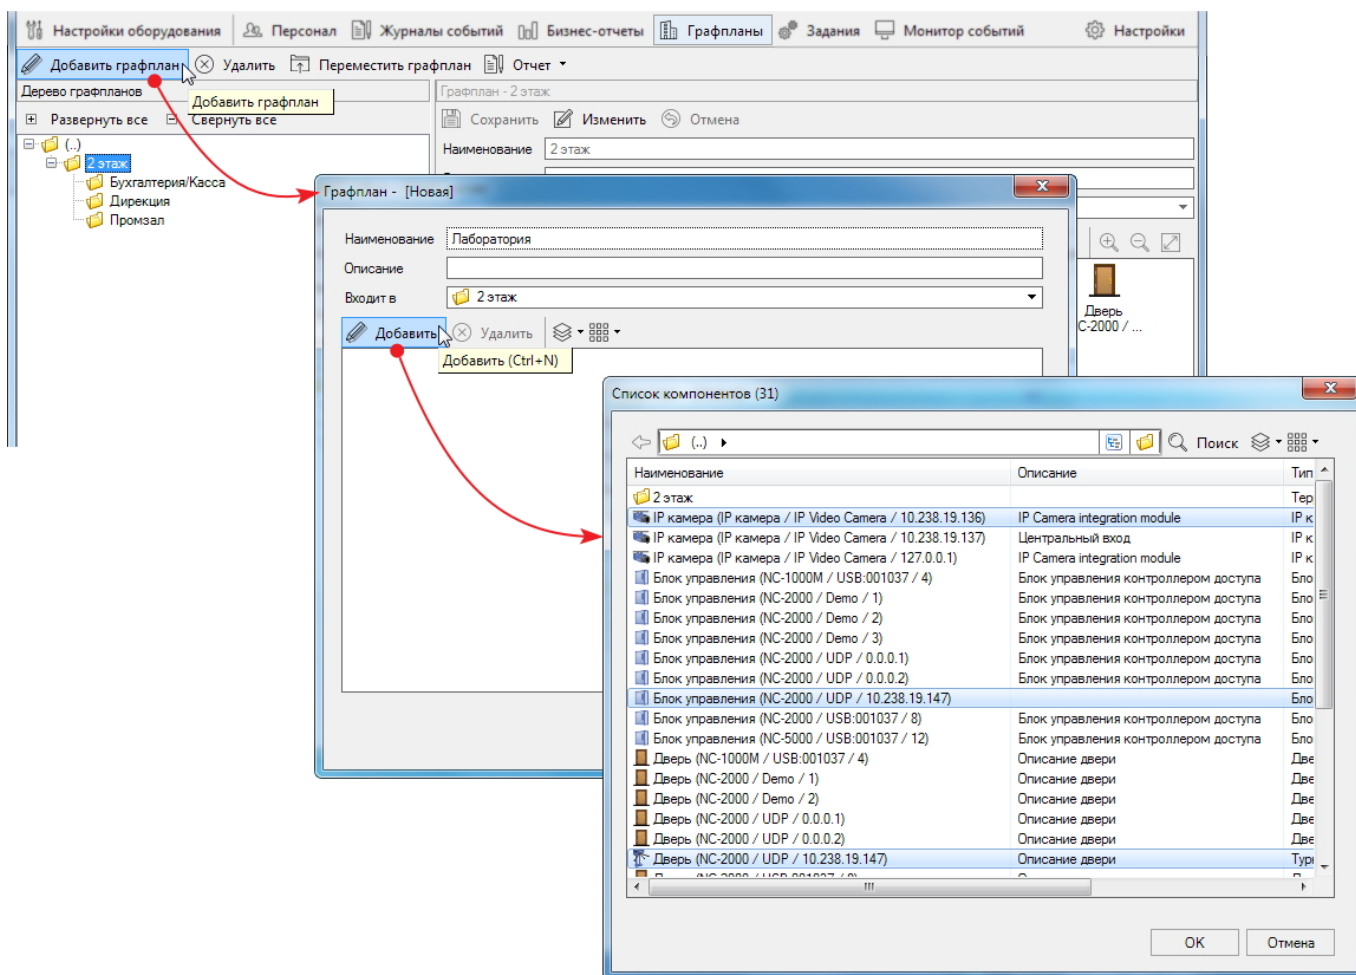 Настройки оборудования Персонал Журналы событий Бизнес-отчеты Графпланы Задания Монитор событий Настройки
Добавить графплан Удалить Переместить графплан Отчет
Дерево графпланов
Добавить графплан
Развернуть все Свернуть все
(..)
2 этаж
Бухгалтерия/Касса
Дирекция
Промзал
Графплан - 2 этаж
Сохранить Изменить Отмена
Наименование 2 этаж
Дверь
C-2000 / ...
Графплан - [Новая]
Наименование Лаборатория
Описание
Входит в 2 этаж
Добавить Удалить
Добавить (Ctrl+N)
Список компонентов (31)
(..) Поиск
Наименование Описание Тип
2 этаж Тер
IP камера (IP камера / IP Video Camera / 10.238.19.136) IP Camera integration module IP к
IP камера (IP камера / IP Video Camera / 10.238.19.137) Центральный вход IP к
IP камера (IP камера / IP Video Camera / 127.0.0.1) IP Camera integration module IP к
Блок управления (NC-1000M / USB:001037 / 4) Блок управления контроллером доступа Бло
Блок управления (NC-2000 / Demo / 1) Блок управления контроллером доступа Бло
Блок управления (NC-2000 / Demo / 2) Блок управления контроллером доступа Бло
Блок управления (NC-2000 / Demo / 3) Блок управления контроллером доступа Бло
Блок управления (NC-2000 / UDP / 0.0.0.1) Блок управления контроллером доступа Бло
Блок управления (NC-2000 / UDP / 0.0.0.2) Блок управления контроллером доступа Бло
Блок управления (NC-2000 / UDP / 10.238.19.147) Бло
Блок управления (NC-2000 / USB:001037 / 8) Блок управления контроллером доступа Бло
Блок управления (NC-5000 / USB:001037 / 12) Блок управления контроллером доступа Бло
Дверь (NC-1000M / USB:001037 / 4) Описание двери Две
Дверь (NC-2000 / Demo / 1) Описание двери Две
Дверь (NC-2000 / Demo / 2) Описание двери Две
Дверь (NC-2000 / UDP / 0.0.0.1) Описание двери Две
Дверь (NC-2000 / UDP / 0.0.0.2) Описание двери Две
Дверь (NC-2000 / UDP / 10.238.19.147) Описание двери Тур
OK Отмена